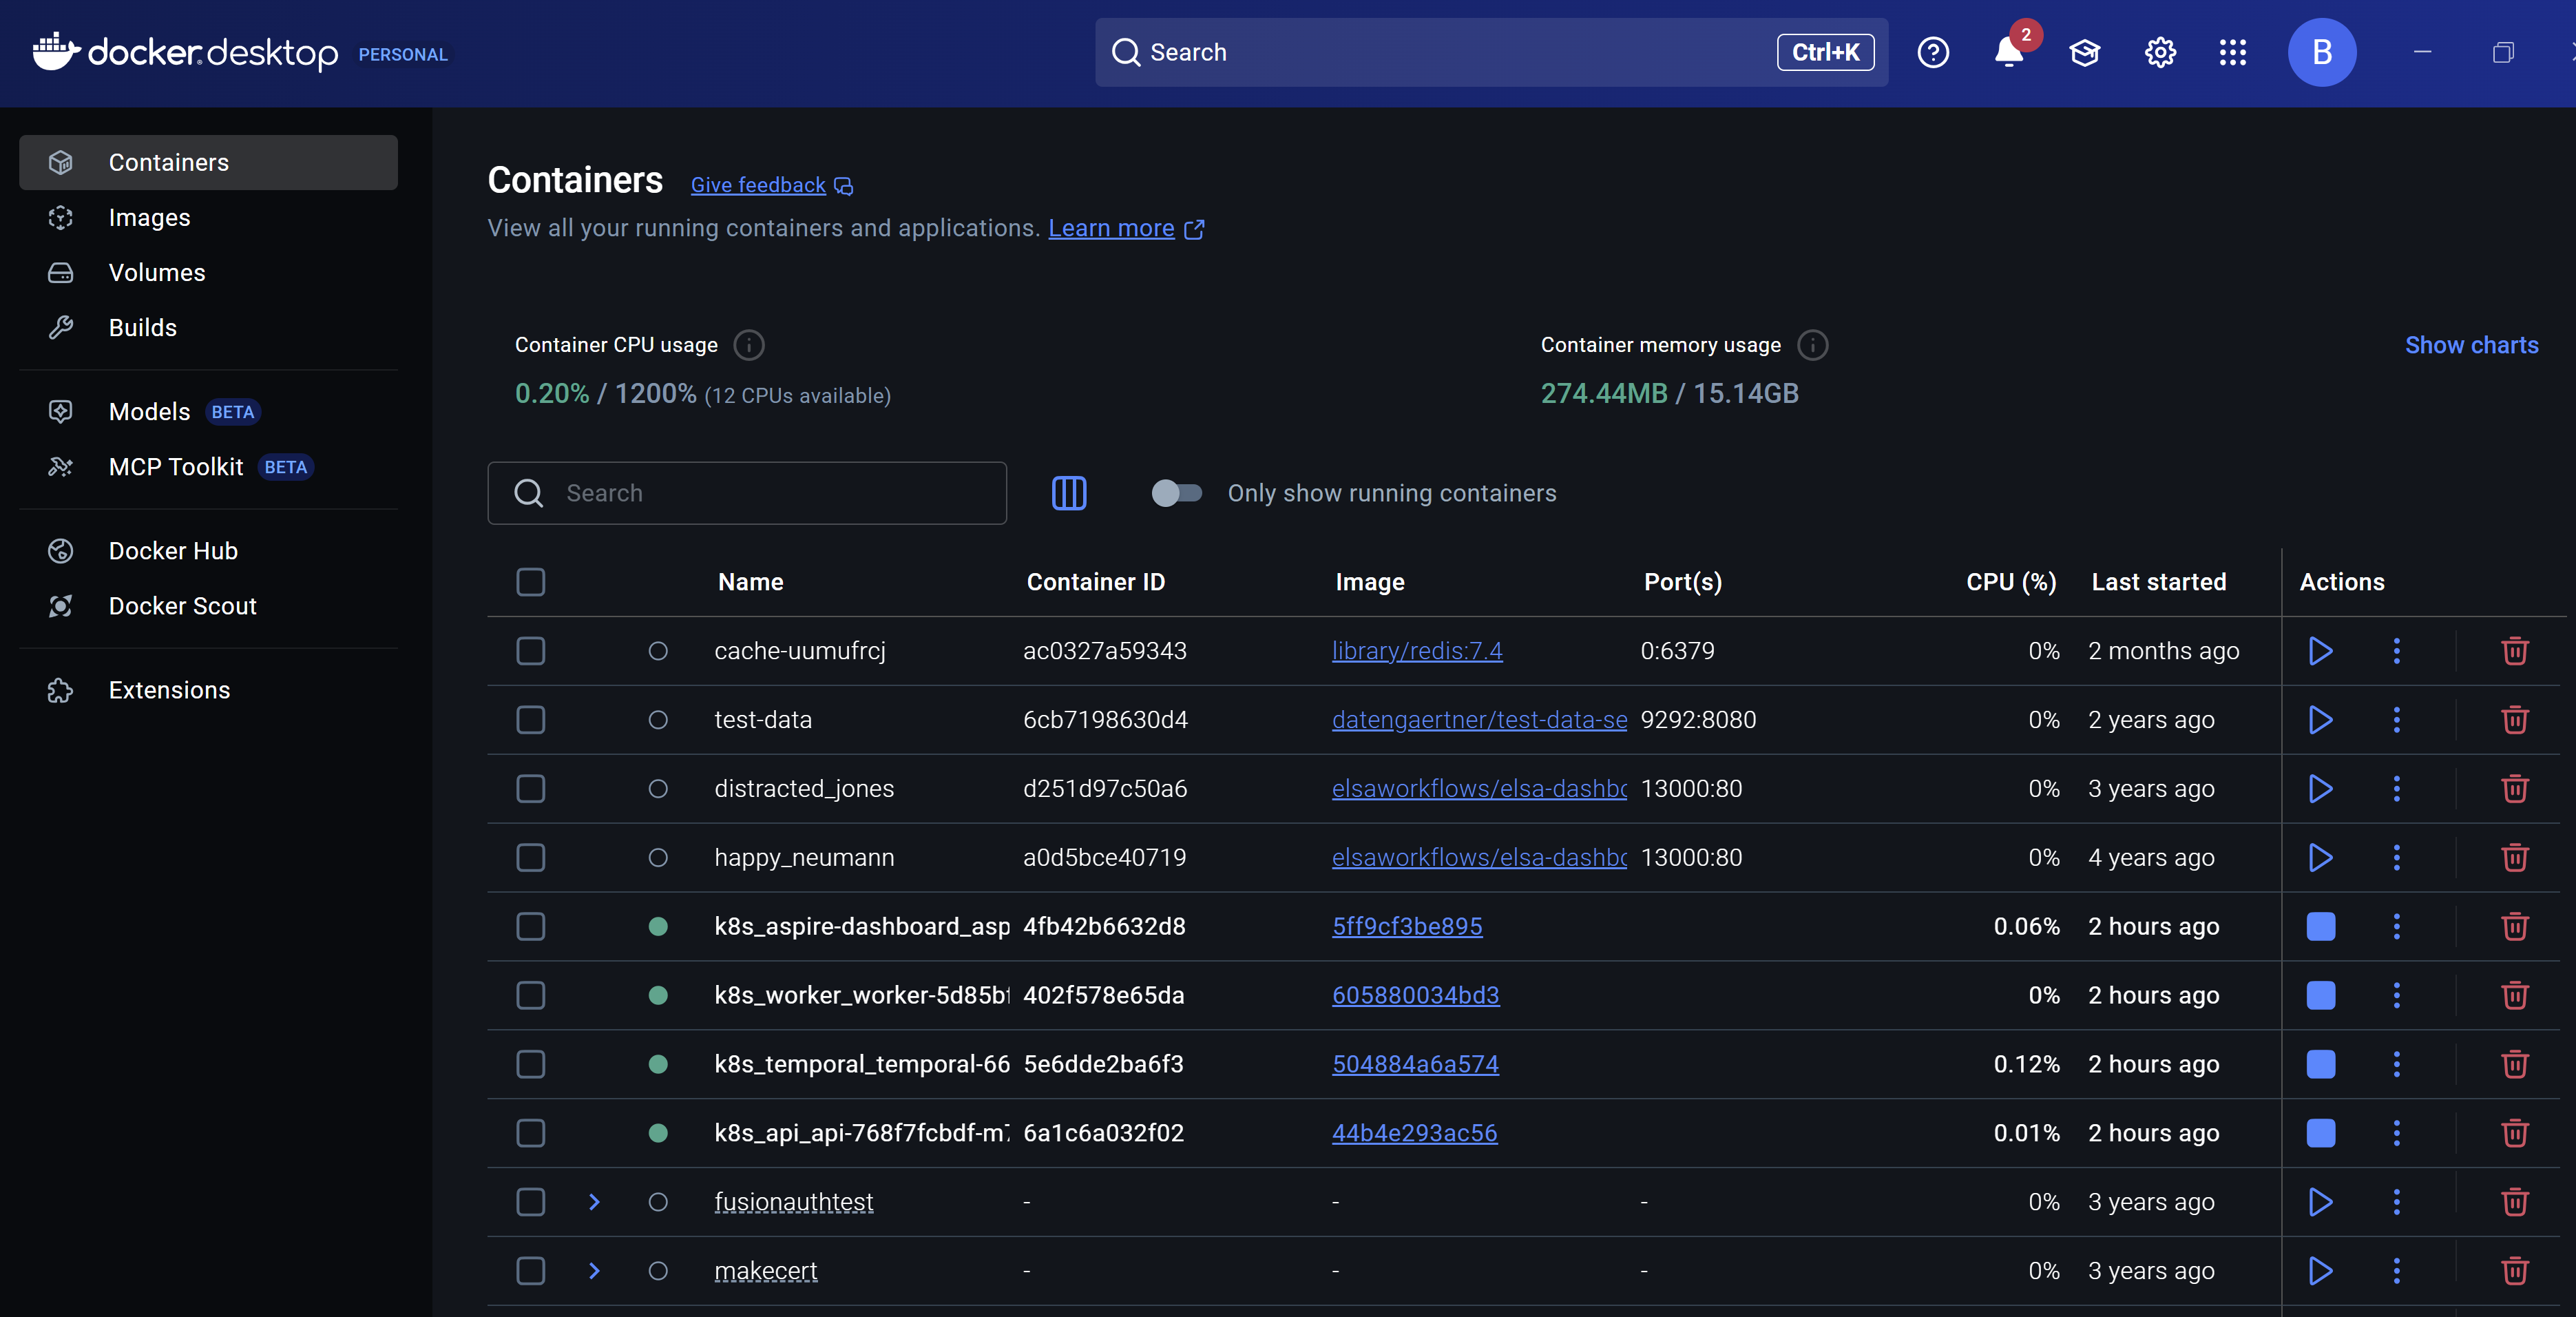 docker.desktop PERSONAL
Search Ctrl+K
2
B
Containers
Images
Volumes
Builds
Models BETA
MCP Toolkit BETA
Docker Hub
Docker Scout
Extensions
Containers Give feedback
View all your running containers and applications. Learn more
Container CPU usage
0.20% / 1200% (12 CPUs available)
Container memory usage
274.44MB / 15.14GB
Show charts
Search
Only show running containers
Name Container ID Image Port(s) CPU (%) Last started Actions
cache-uumufrcj ac0327a59343 library/redis:7.4 0:6379 0% 2 months ago
test-data 6cb7198630d4 datengaertner/test-data-se 9292:8080 0% 2 years ago
distracted_jones d251d97c50a6 elsaworkflows/elsa-dashbo 13000:80 0% 3 years ago
happy_neumann a0d5bce40719 elsaworkflows/elsa-dashbo 13000:80 0% 4 years ago
k8s_aspire-dashboard_asp 4fb42b6632d8 5ff9cf3be895 0.06% 2 hours ago
k8s_worker_worker-5d85b 402f578e65da 605880034bd3 0% 2 hours ago
k8s_temporal_temporal-66 5e6dde2ba6f3 504884a6a574 0.12% 2 hours ago
k8s_api_api-768f7fcbdf-m 6a1c6a032f02 44b4e293ac56 0.01% 2 hours ago
fusionauthtest - - - 0% 3 years ago
makecert - - - 0% 3 years ago